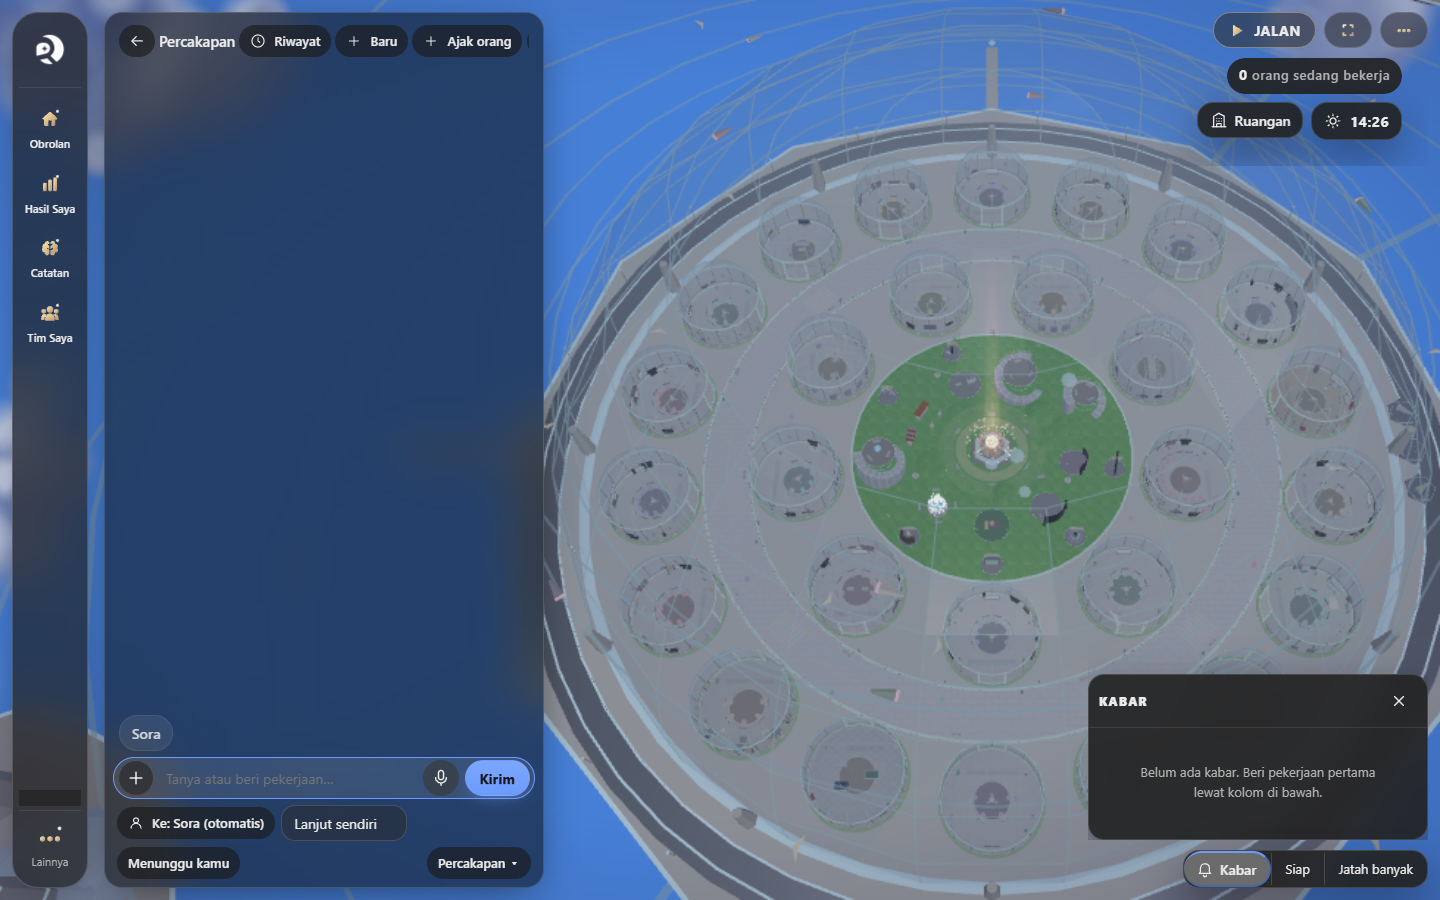 Percakapan
Riwayat
Baru
Ajak orang
JALAN
0 orang sedang bekerja
Ruangan
14:26
Obrolan
Hasil Saya
Catatan
Tim Saya
Lainnya
Sora
Tanya atau beri pekerjaan...
Kirim
Ke: Sora (otomatis)
Lanjut sendiri
Menunggu kamu
Percakapan
KABAR
Belum ada kabar. Beri pekerjaan pertama
lewat kolom di bawah.
Kabar
Siap
Jatah banyak